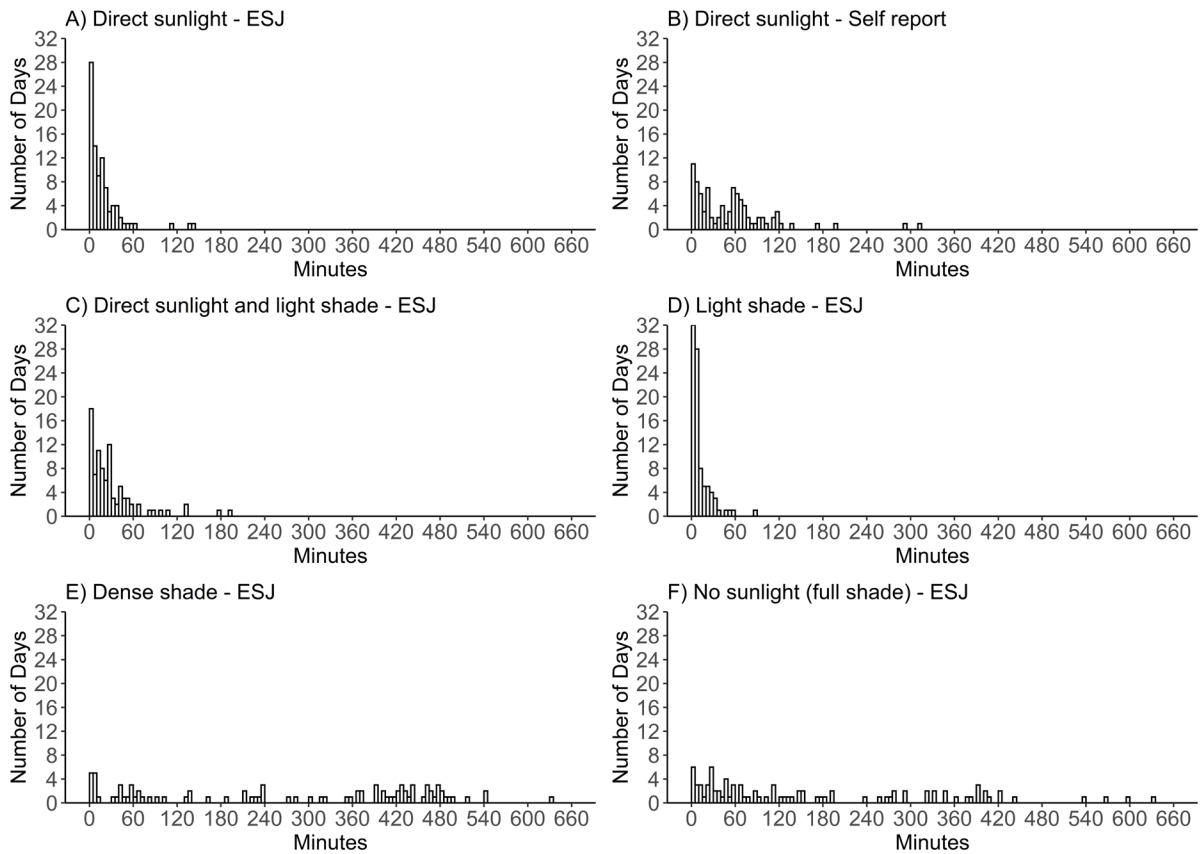 A) Direct sunlight - ESJ
Number of Days
32
28
24
20
16
12
8
4
0
0 60 120 180 240 300 360 420 480 540 600 660
Minutes
B) Direct sunlight - Self report
Number of Days
32
28
24
20
16
12
8
4
0
0 60 120 180 240 300 360 420 480 540 600 660
Minutes
C) Direct sunlight and light shade - ESJ
Number of Days
32
28
24
20
16
12
8
4
0
0 60 120 180 240 300 360 420 480 540 600 660
Minutes
D) Light shade - ESJ
Number of Days
32
28
24
20
16
12
8
4
0
0 60 120 180 240 300 360 420 480 540 600 660
Minutes
E) Dense shade - ESJ
Number of Days
32
28
24
20
16
12
8
4
0
0 60 120 180 240 300 360 420 480 540 600 660
Minutes
F) No sunlight (full shade) - ESJ
Number of Days
32
28
24
20
16
12
8
4
0
0 60 120 180 240 300 360 420 480 540 600 660
Minutes